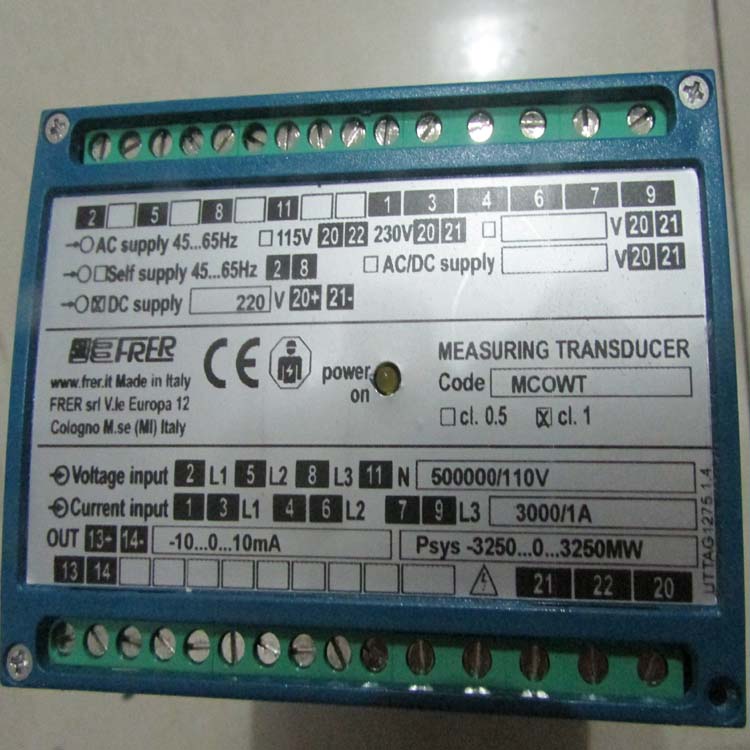 2 5 8 11 1 3 4 6 7 9
AC supply 45...65Hz 115V 20 22 230V 20 21 V 20 21
Self supply 45...65Hz 2 8 AC/DC supply V 20 21
DC supply 220 V 20+ 21-
FRER
www.frer.it Made in Italy
FRER srl V.le Europa 12
Cologno M.se (MI) Italy
CE
power
on
MEASURING TRANSDUCER
Code MCOWT
cl. 0.5 cl. 1
Voltage input 2 L1 5 L2 8 L3 11 N 500000/110V
Current input 1 3 L1 4 6 L2 7 9 L3 3000/1A
OUT 13+ 14- -10...0...10mA Psys -3250...0...3250MW
13 14 21 22 20
UTTAG1275 1.4